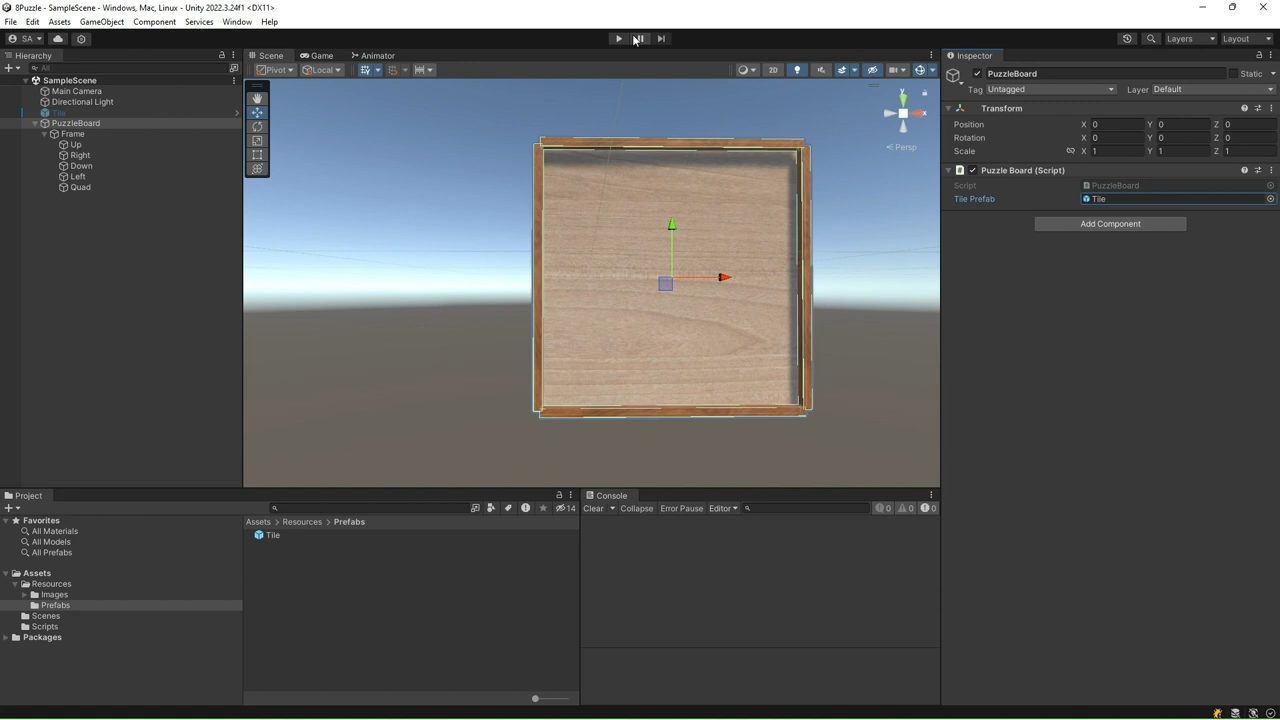 8Puzzle - SampleScene - Windows, Mac, Linux - Unity 2022.3.24f1 <DX11>
File Edit Assets GameObject Component Services Window Help
SA Layers Layout
Hierarchy
All
SampleScene
Main Camera
Directional Light
Tile
PuzzleBoard
Frame
Up
Right
Down
Left
Quad
Scene Game Animator
Pivot Local 2D
y
Persp
Inspector
PuzzleBoard Static
Tag Untagged Layer Default
Transform
Position X 0 Y 0 Z 0
Rotation X 0 Y 0 Z 0
Scale X 1 Y 1 Z 1
Puzzle Board (Script)
Script PuzzleBoard
Tile Prefab Tile
Add Component
Project
14
Favorites
All Materials
All Models
All Prefabs
Assets
Resources
Images
Prefabs
Scenes
Scripts
Packages
Assets > Resources > Prefabs
Tile
Console
Clear Collapse Error Pause Editor 0 0 0